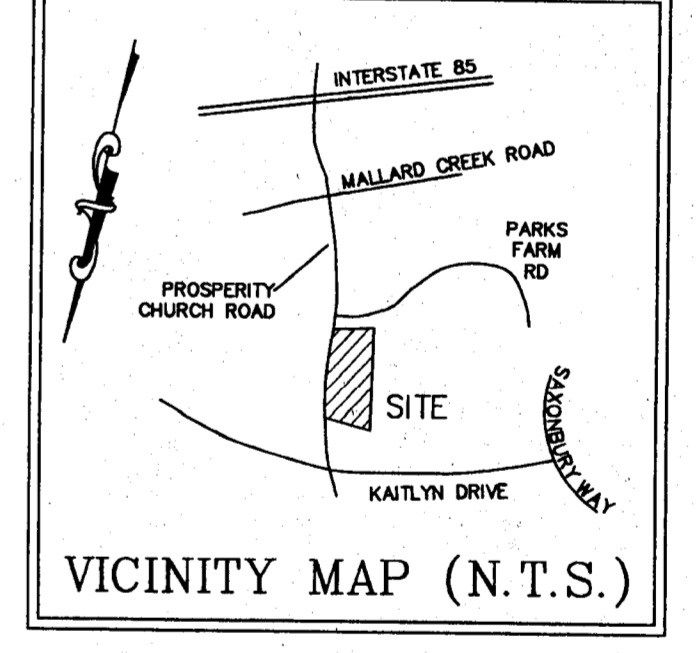 INTERSTATE 85
MALLARD CREEK ROAD
PARKS
FARM
RD
PROSPERITY
CHURCH ROAD
SITE
SAXONBURY WAY
KAITLYN DRIVE
VICINITY MAP (N.T.S.)